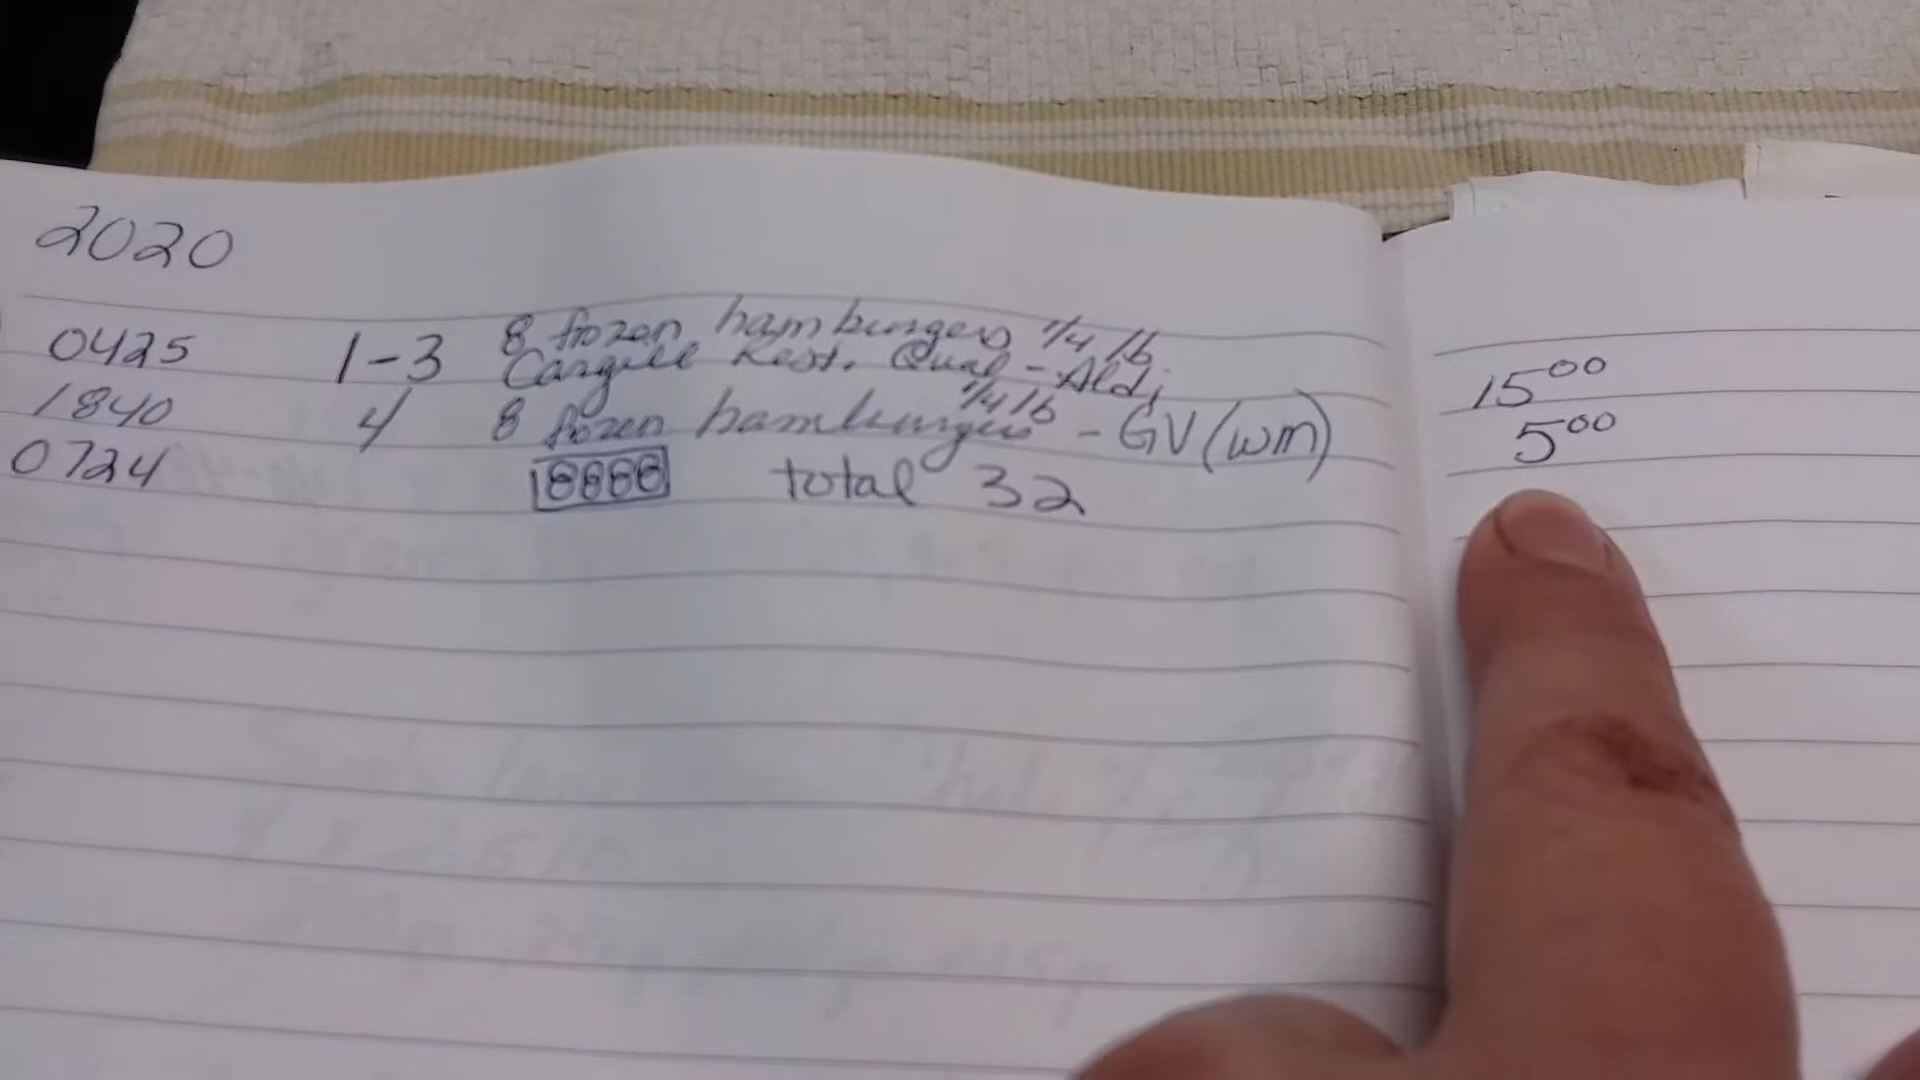 2020
0425 1-3 8 frozen hamburgers 1/4 lb
Cargill Rest. Qual - Aldi 15.00
1840 4 8 frozen hamburgers 1/4 lb - GV (WM) 5.00
0724 total 32